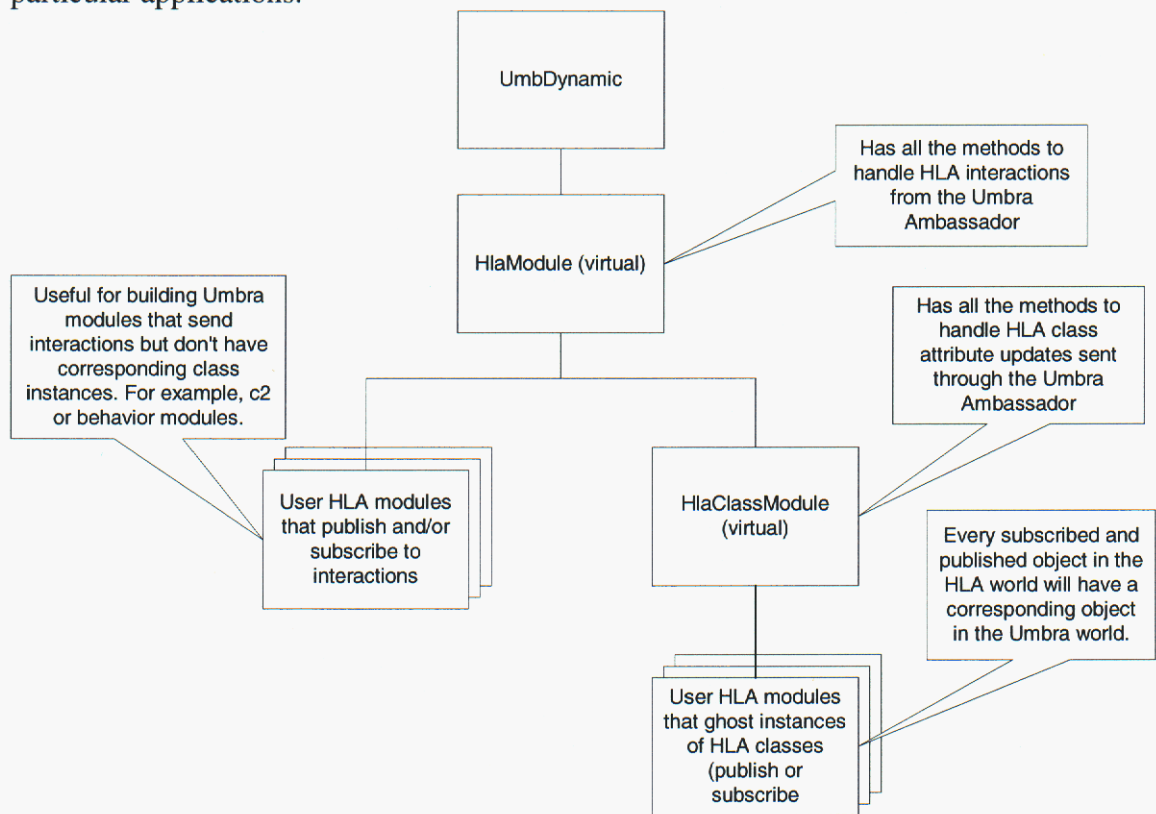 particular applications.
UmbDynamic
Has all the methods to
handle HLA interactions
from the Umbra
Ambassador
HlaModule (virtual)
Useful for building Umbra
modules that send
interactions but don't have
corresponding class
instances. For example, c2
or behavior modules.
Has all the methods to
handle HLA class
attribute updates sent
through the Umbra
Ambassador
User HLA modules
that publish and/or
subscribe to
interactions
HlaClassModule
(virtual)
Every subscribed and
published object in the
HLA world will have a
corresponding object
in the Umbra world.
User HLA modules
that ghost instances
of HLA classes
(publish or
subscribe